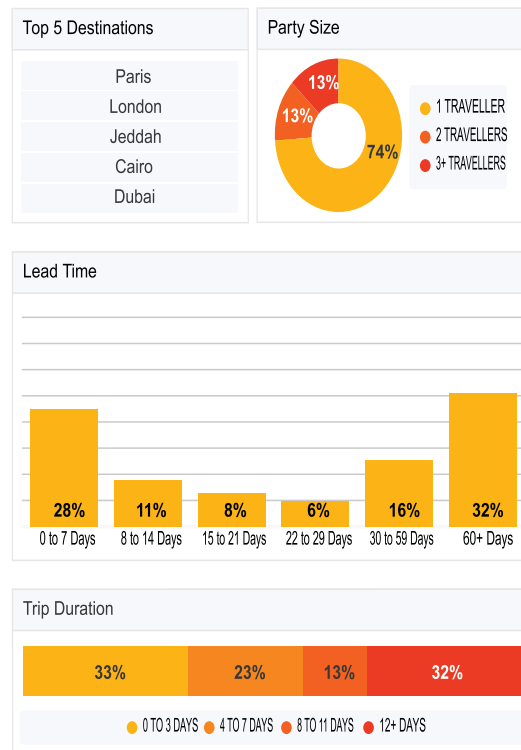 Top 5 Destinations
Paris
London
Jeddah
Cairo
Dubai
Party Size
13%
13%
74%
1 TRAVELLER
2 TRAVELLERS
3+ TRAVELLERS
Lead Time
28% 11% 8% 6% 16% 32%
0 to 7 Days 8 to 14 Days 15 to 21 Days 22 to 29 Days 30 to 59 Days 60+ Days
Trip Duration
33% 23% 13% 32%
0 TO 3 DAYS 4 TO 7 DAYS 8 TO 11 DAYS 12+ DAYS